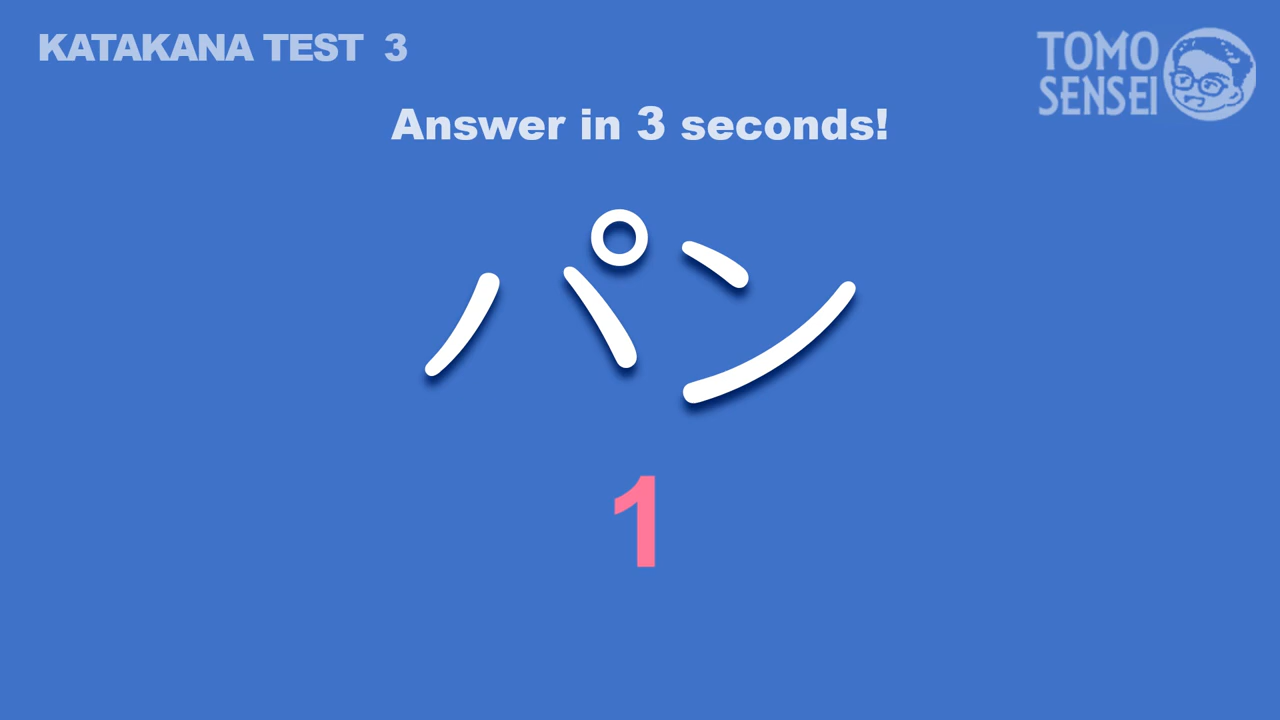 KATAKANA TEST 3
TOMO
SENSEI
Answer in 3 seconds!
パン
1